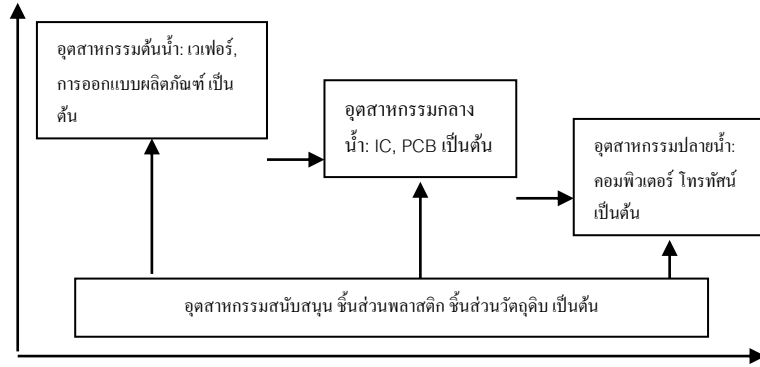 อุตสาหกรรมต้นน้ำ: เวเฟอร์,
การออกแบบผลิตภัณฑ์ เป็น
ต้น
อุตสาหกรรมกลาง
น้ำ: IC, PCB เป็นต้น
อุตสาหกรรมปลายน้ำ:
คอมพิวเตอร์ โทรทัศน์
เป็นต้น
อุตสาหกรรมสนับสนุน ชิ้นส่วนพลาสติก ชิ้นส่วนวัตถุดิบ เป็นต้น